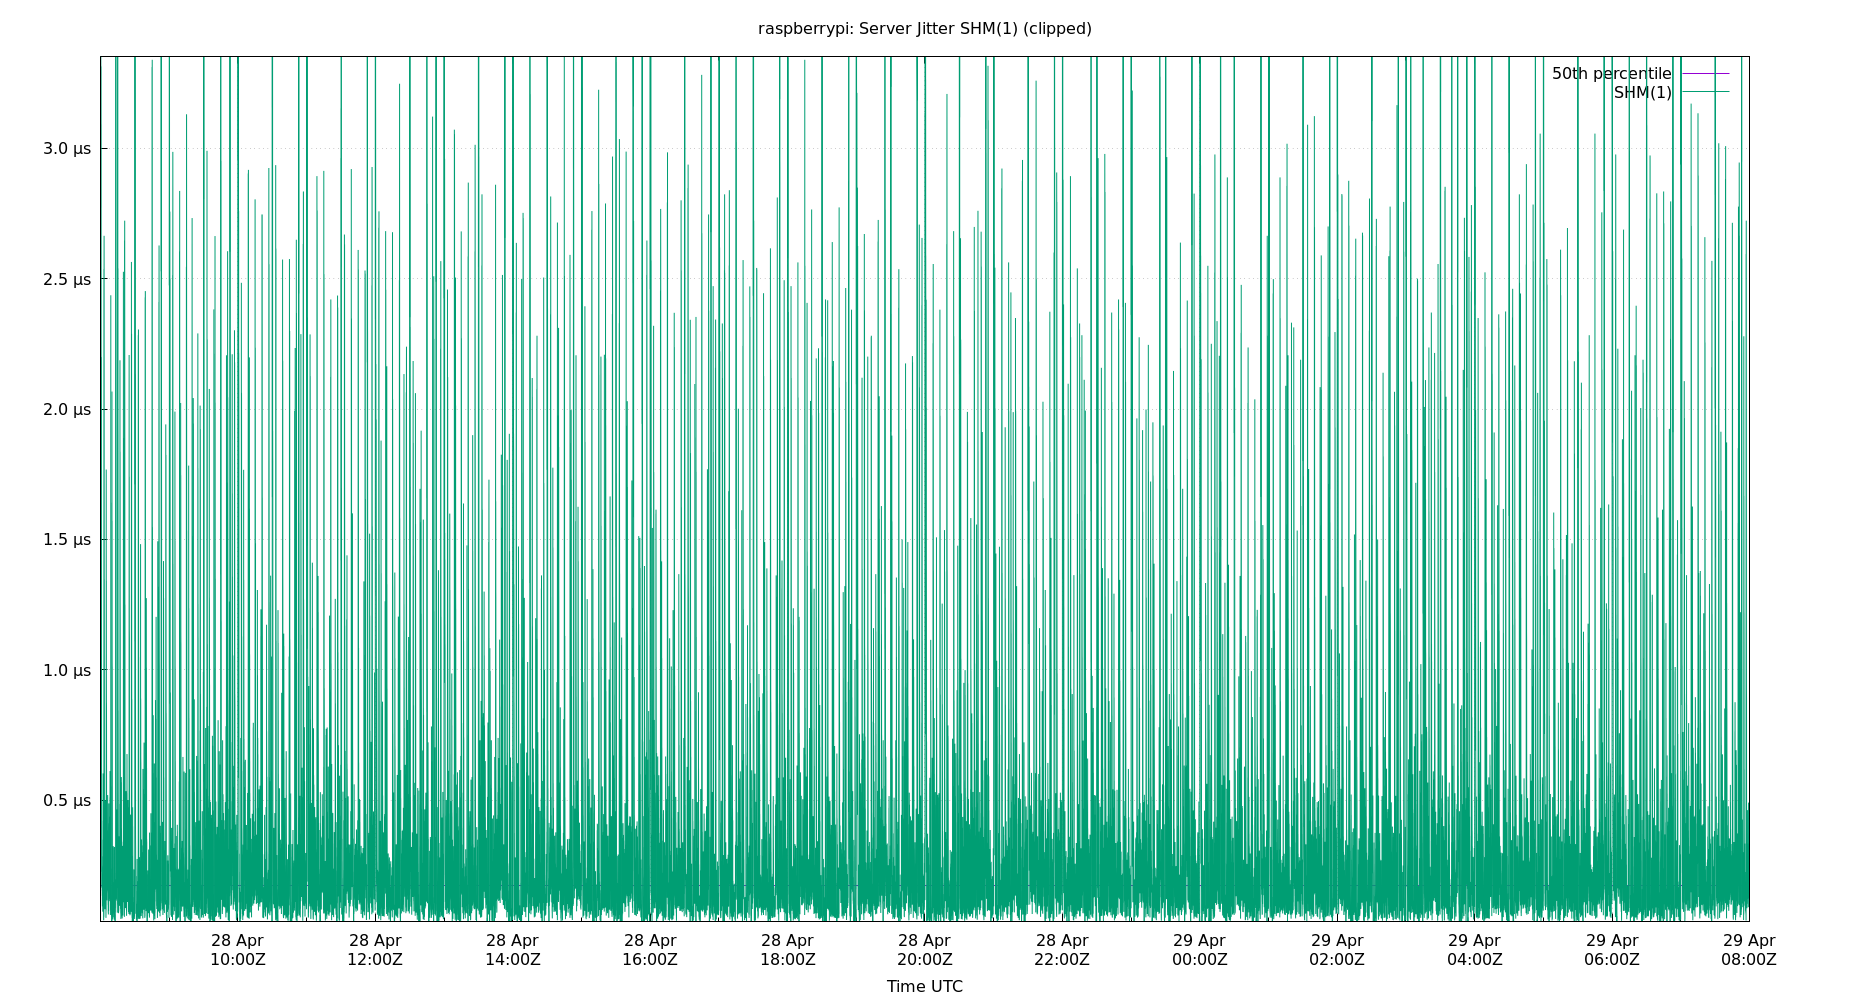 raspberrypi: Server Jitter SHM(1) (clipped)
50th percentile
SHM(1)
3.0 µs
2.5 µs
2.0 µs
1.5 µs
1.0 µs
0.5 µs
28 Apr 28 Apr 28 Apr 28 Apr 28 Apr 28 Apr 28 Apr 29 Apr 29 Apr 29 Apr 29 Apr 29 Apr
10:00Z 12:00Z 14:00Z 16:00Z 18:00Z 20:00Z 22:00Z 00:00Z 02:00Z 04:00Z 06:00Z 08:00Z
Time UTC